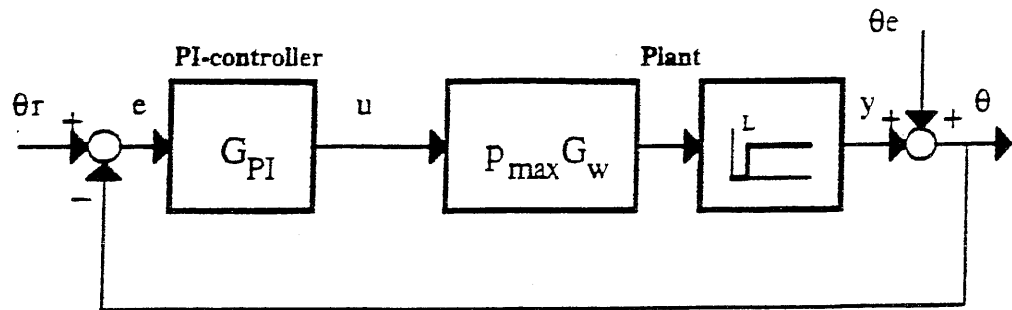 θe
PI-controller
Plant
θr
+
e
G_PI
u
p_max G_w
L
y
+
+
θ
−